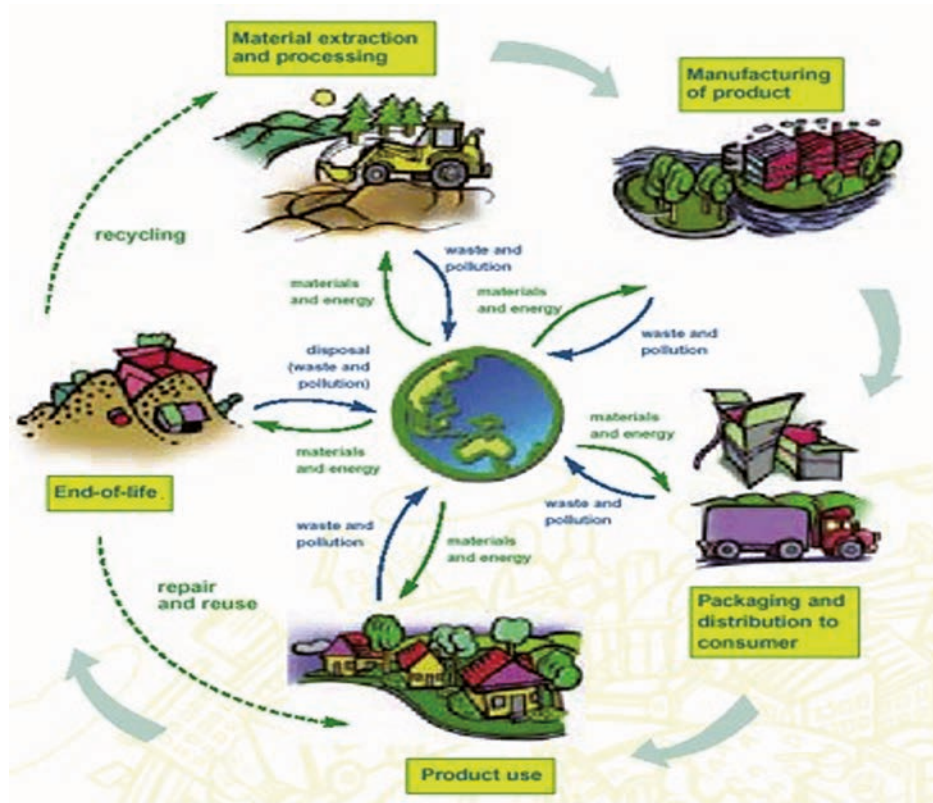 Material extraction
and processing
Manufacturing
of product
recycling
waste and
pollution
materials
and energy
materials
and energy
waste and
pollution
disposal
(waste and
pollution)
materials
and energy
materials
and energy
End-of-life.
waste and
pollution
waste and
pollution
materials
and energy
repair
and reuse
Packaging and
distribution to
consumer
Product use